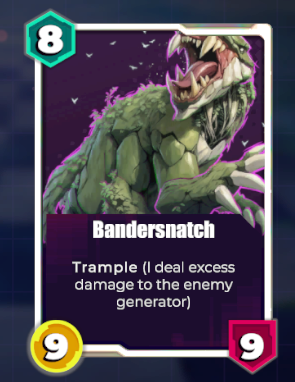 8
Bandersnatch
Trample (I deal excess
damage to the enemy
generator)
9
9